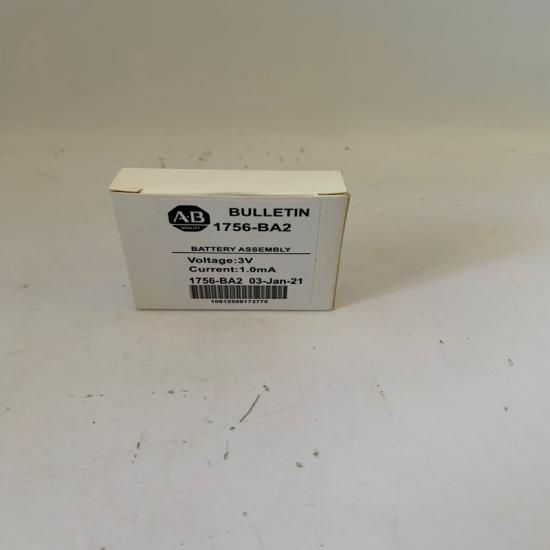 A-B
QUALITY
BULLETIN
1756-BA2
BATTERY ASSEMBLY
Voltage:3V
Current:1.0mA
1756-BA2 03-Jan-21
10612598173776